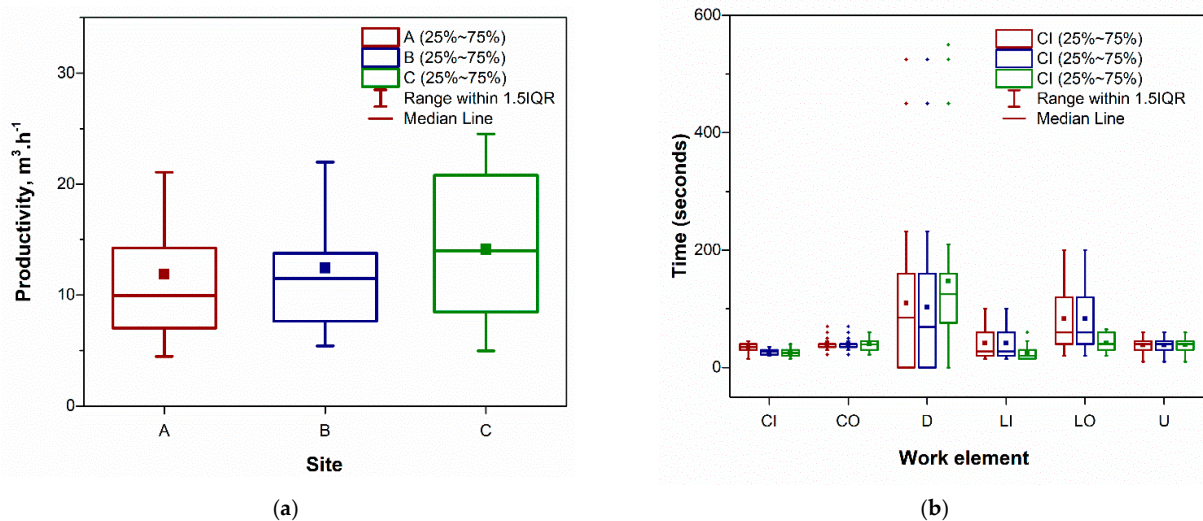 A (25%~75%)
B (25%~75%)
C (25%~75%)
Range within 1.5IQR
Median Line
30
20
10
0
Productivity, m³.h⁻¹
A B C
Site
(a)
CI (25%~75%)
CI (25%~75%)
CI (25%~75%)
Range within 1.5IQR
Median Line
600
400
200
0
Time (seconds)
CI CO D LI LO U
Work element
(b)